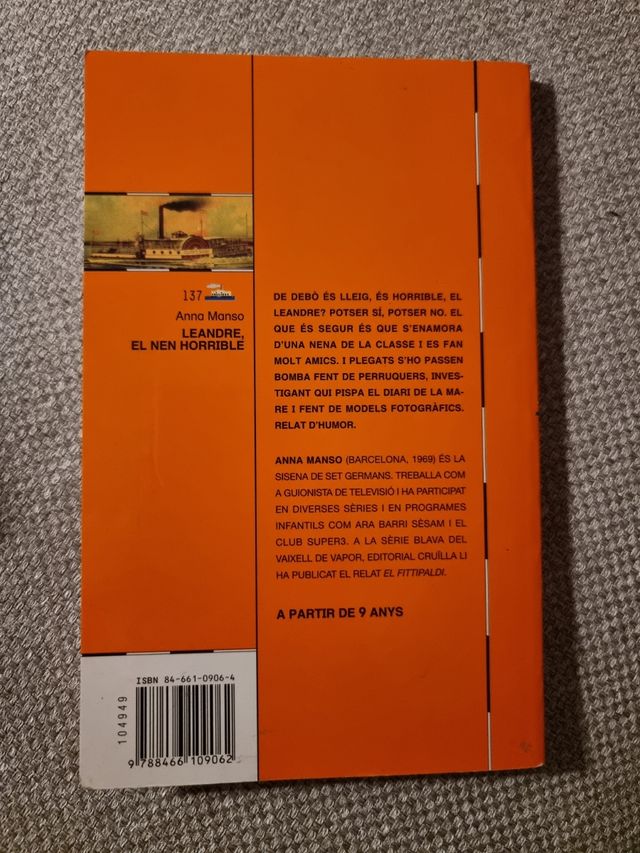 137
Anna Manso
LEANDRE,
EL NEN HORRIBLE
DE DEBÒ ÉS LLEIG, ÉS HORRIBLE, EL
LEANDRE? POTSER SÍ, POTSER NO. EL
QUE ÉS SEGUR ÉS QUE S'ENAMORA
D'UNA NENA DE LA CLASSE I ES FAN
MOLT AMICS. I PLEGATS S'HO PASSEN
BOMBA FENT DE PERRUQUERS, INVES-
TIGANT QUI PISPA EL DIARI DE LA MA-
RE I FENT DE MODELS FOTOGRÀFICS.
RELAT D'HUMOR.
ANNA MANSO (BARCELONA, 1969) ÉS LA
SISENA DE SET GERMANS. TREBALLA COM
A GUIONISTA DE TELEVISIÓ I HA PARTICIPAT
EN DIVERSES SÈRIES I EN PROGRAMES
INFANTILS COM ARA BARRI SÈSAM I EL
CLUB SUPER3. A LA SÈRIE BLAVA DEL
VAIXELL DE VAPOR, EDITORIAL CRUÏLLA LI
HA PUBLICAT EL RELAT EL FITTIPALDI.
A PARTIR DE 9 ANYS
ISBN 84-661-0906-4
104949
9 788466 109062